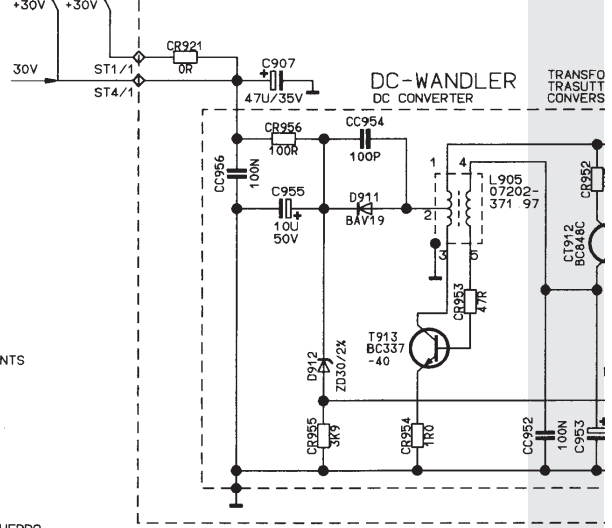 +30V +30V
30V
ST1/1
ST4/1
CR921
0R
C907
+
47U/35V
DC-WANDLER
DC CONVERTER
TRANSFO
TRASUTT
CONVERS
CR956
100R
CC954
100P
CC956
100N
C955
+
10U
50V
D911
BAV19
1
4
2
3
5
L905
07202-
371.97
CR952
CT912
BC848C
CR953
47R
T913
BC337
-40
D912
ZD30/2%
NTS
CR955
3K9
CR954
1R0
CC952
100N
C953
+